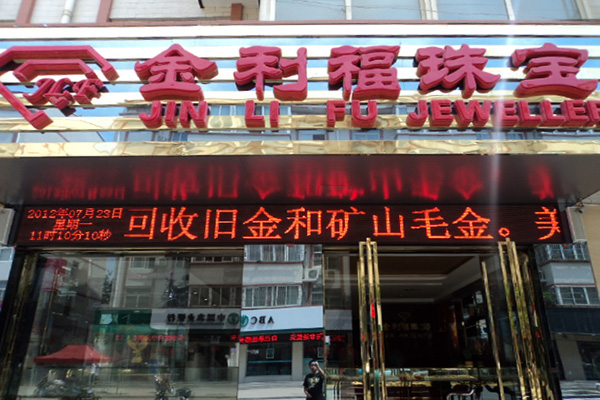 金利福珠宝
JIN LI FU JEWELLER
2012年07月23日
星期一
11时10分10秒
回收旧金和矿山毛金。美
ABC